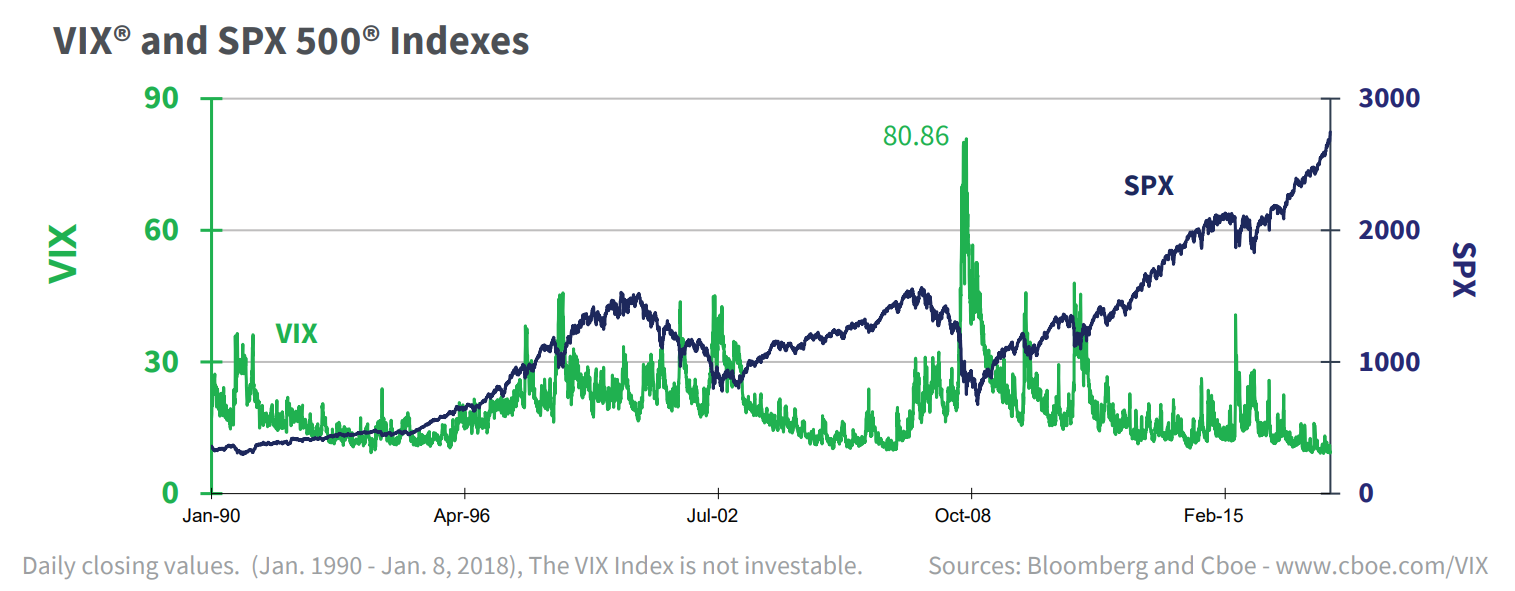 VIX® and SPX 500® Indexes
90
3000
80.86
SPX
60
2000
VIX
SPX
VIX
30
1000
0
0
Jan-90
Apr-96
Jul-02
Oct-08
Feb-15
Daily closing values.  (Jan. 1990 - Jan. 8, 2018), The VIX Index is not investable.
Sources: Bloomberg and Cboe - www.cboe.com/VIX